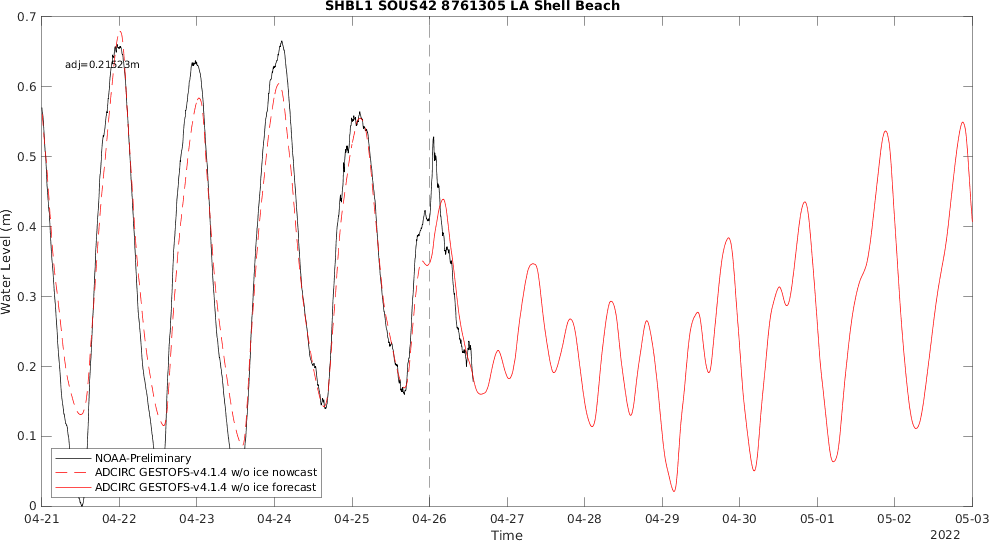 SHBL1 SOUS42 8761305 LA Shell Beach
0.7
0.6
0.5
0.4
0.3
0.2
0.1
0
Water Level (m)
adj=0.21523m
NOAA-Preliminary
ADCIRC GESTOFS-v4.1.4 w/o ice nowcast
ADCIRC GESTOFS-v4.1.4 w/o ice forecast
04-21 04-22 04-23 04-24 04-25 04-26 04-27 04-28 04-29 04-30 05-01 05-02 05-03
Time
2022